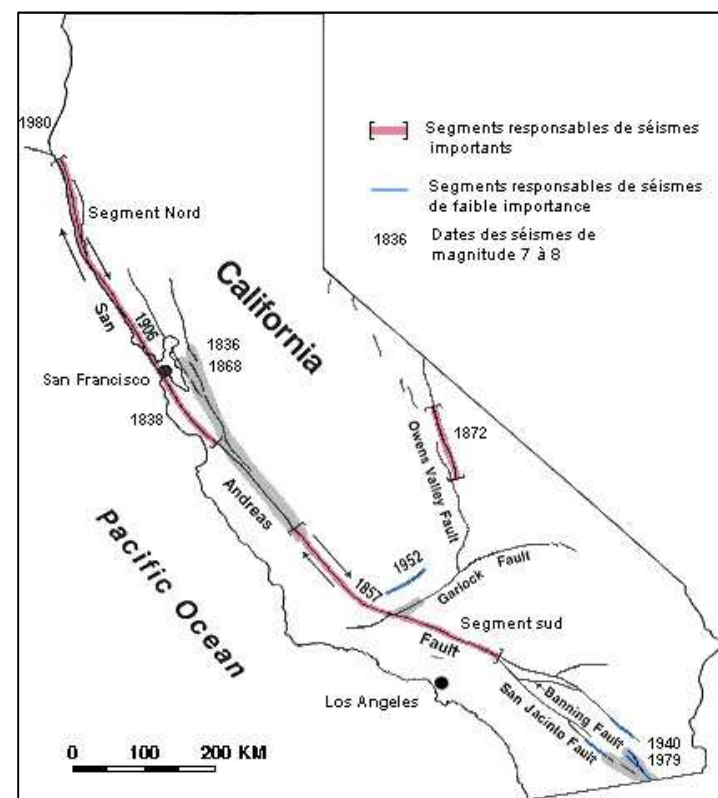 1980
Segments responsables de séismes
importants
Segments responsables de séismes
de faible importance
1836 Dates des séismes de
magnitude 7 à 8
Segment Nord
California
San
1906
1836
1868
San Francisco
1838
1872
Owens Valley Fault
Andreas
Pacific Ocean
1952
1857
Garlock Fault
Segment sud
Fault
Los Angeles
Banning Fault
San Jacinto Fault
1940
1979
0 100 200 KM